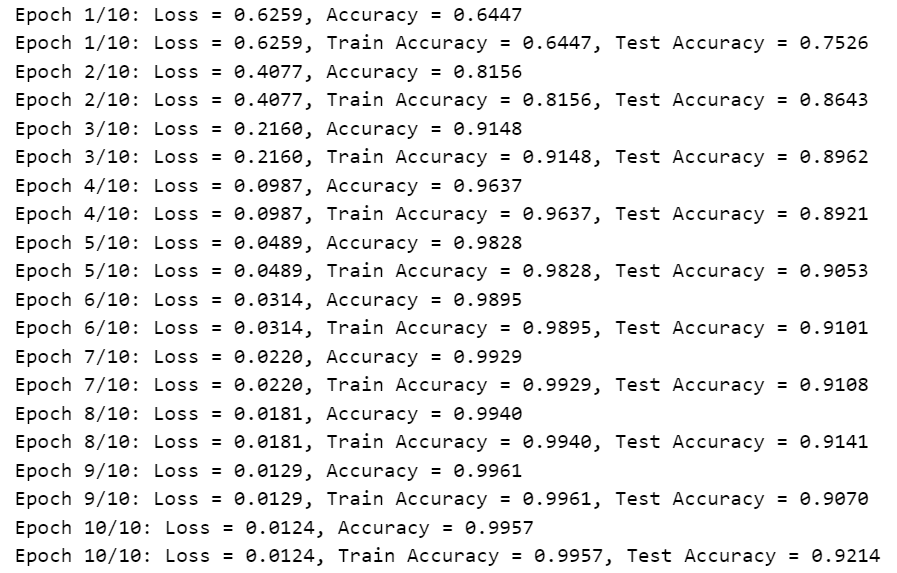 Epoch 1/10: Loss = 0.6259, Accuracy = 0.6447
Epoch 1/10: Loss = 0.6259, Train Accuracy = 0.6447, Test Accuracy = 0.7526
Epoch 2/10: Loss = 0.4077, Accuracy = 0.8156
Epoch 2/10: Loss = 0.4077, Train Accuracy = 0.8156, Test Accuracy = 0.8643
Epoch 3/10: Loss = 0.2160, Accuracy = 0.9148
Epoch 3/10: Loss = 0.2160, Train Accuracy = 0.9148, Test Accuracy = 0.8962
Epoch 4/10: Loss = 0.0987, Accuracy = 0.9637
Epoch 4/10: Loss = 0.0987, Train Accuracy = 0.9637, Test Accuracy = 0.8921
Epoch 5/10: Loss = 0.0489, Accuracy = 0.9828
Epoch 5/10: Loss = 0.0489, Train Accuracy = 0.9828, Test Accuracy = 0.9053
Epoch 6/10: Loss = 0.0314, Accuracy = 0.9895
Epoch 6/10: Loss = 0.0314, Train Accuracy = 0.9895, Test Accuracy = 0.9101
Epoch 7/10: Loss = 0.0220, Accuracy = 0.9929
Epoch 7/10: Loss = 0.0220, Train Accuracy = 0.9929, Test Accuracy = 0.9108
Epoch 8/10: Loss = 0.0181, Accuracy = 0.9940
Epoch 8/10: Loss = 0.0181, Train Accuracy = 0.9940, Test Accuracy = 0.9141
Epoch 9/10: Loss = 0.0129, Accuracy = 0.9961
Epoch 9/10: Loss = 0.0129, Train Accuracy = 0.9961, Test Accuracy = 0.9070
Epoch 10/10: Loss = 0.0124, Accuracy = 0.9957
Epoch 10/10: Loss = 0.0124, Train Accuracy = 0.9957, Test Accuracy = 0.9214